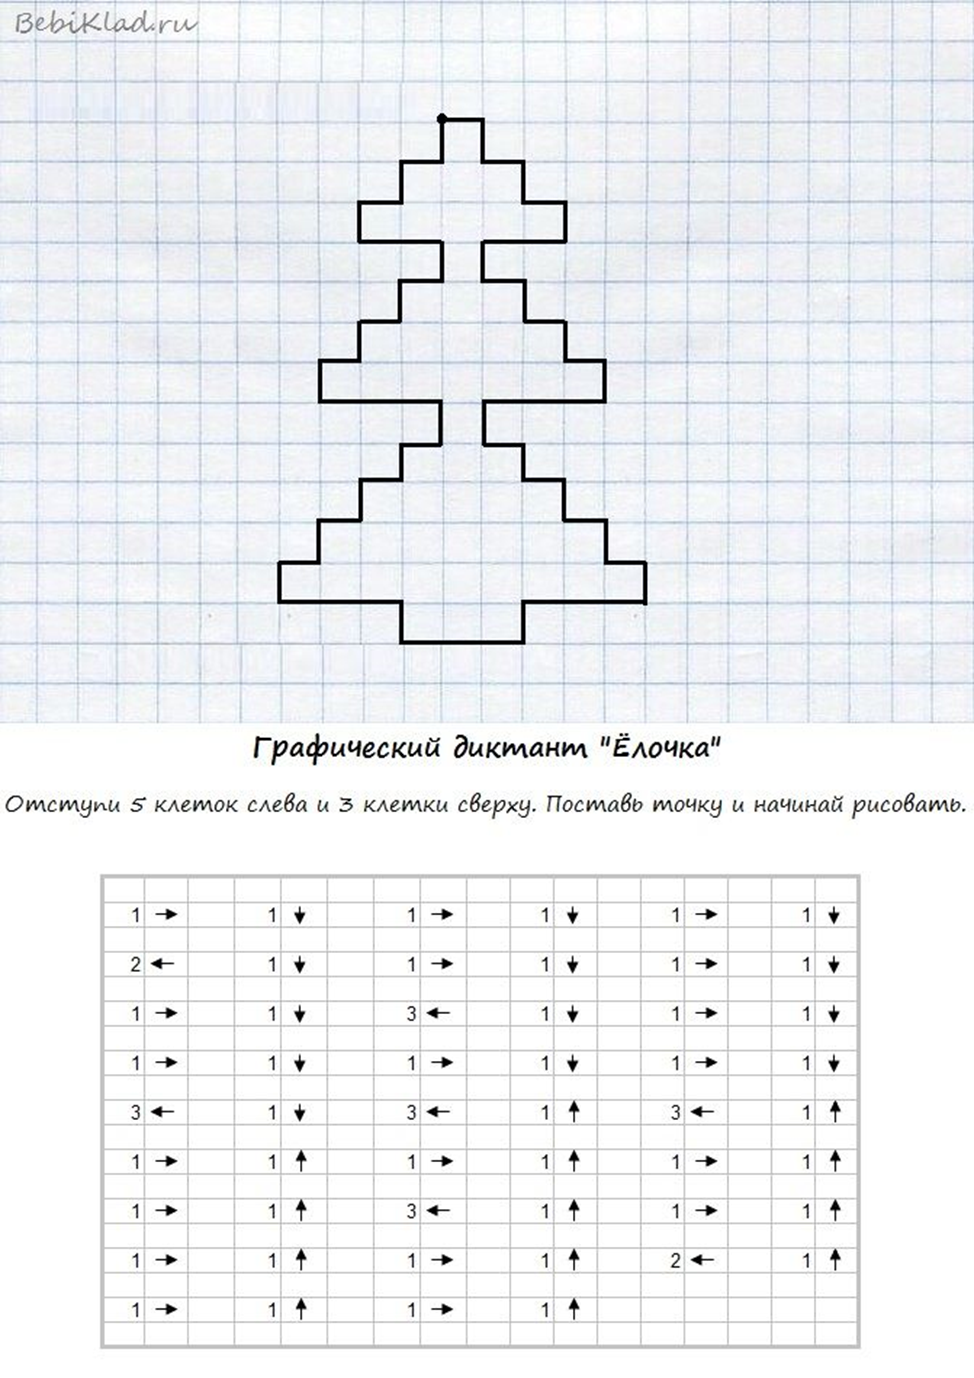 BebiKlad.ru
Графический диктант "Ёлочка"
Отступи 5 клеток слева и 3 клетки сверху. Поставь точку и начинай рисовать.
1 → 1 ↓ 1 → 1 ↓ 1 → 1 ↓
2 ← 1 ↓ 1 → 1 ↓ 1 → 1 ↓
1 → 1 ↓ 3 ← 1 ↓ 1 → 1 ↓
1 → 1 ↓ 1 → 1 ↓ 1 → 1 ↓
3 ← 1 ↓ 3 ← 1 ↑ 3 ← 1 ↑
1 → 1 ↑ 1 → 1 ↑ 1 → 1 ↑
1 → 1 ↑ 3 ← 1 ↑ 1 → 1 ↑
1 → 1 ↑ 1 → 1 ↑ 2 ← 1 ↑
1 → 1 ↑ 1 → 1 ↑